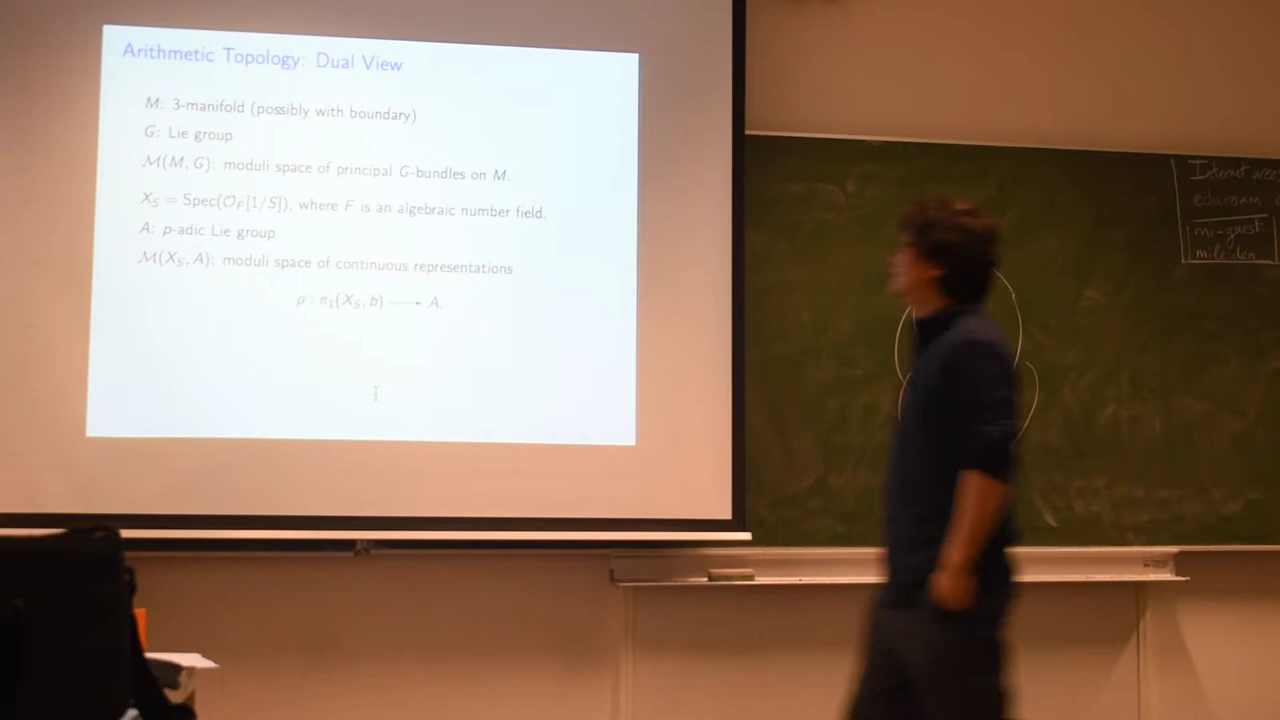 Arithmetic Topology: Dual View
M: 3-manifold (possibly with boundary)
G: Lie group
ℳ(M, G): moduli space of principal G-bundles on M.
X_S = Spec(𝒪_F[1/S]), where F is an algebraic number field.
A: p-adic Lie group
ℳ(X_S, A): moduli space of continuous representations
ρ : π₁(X_S, b) ⟶ A.
Internet
eduroam
mi-guest
mileiden